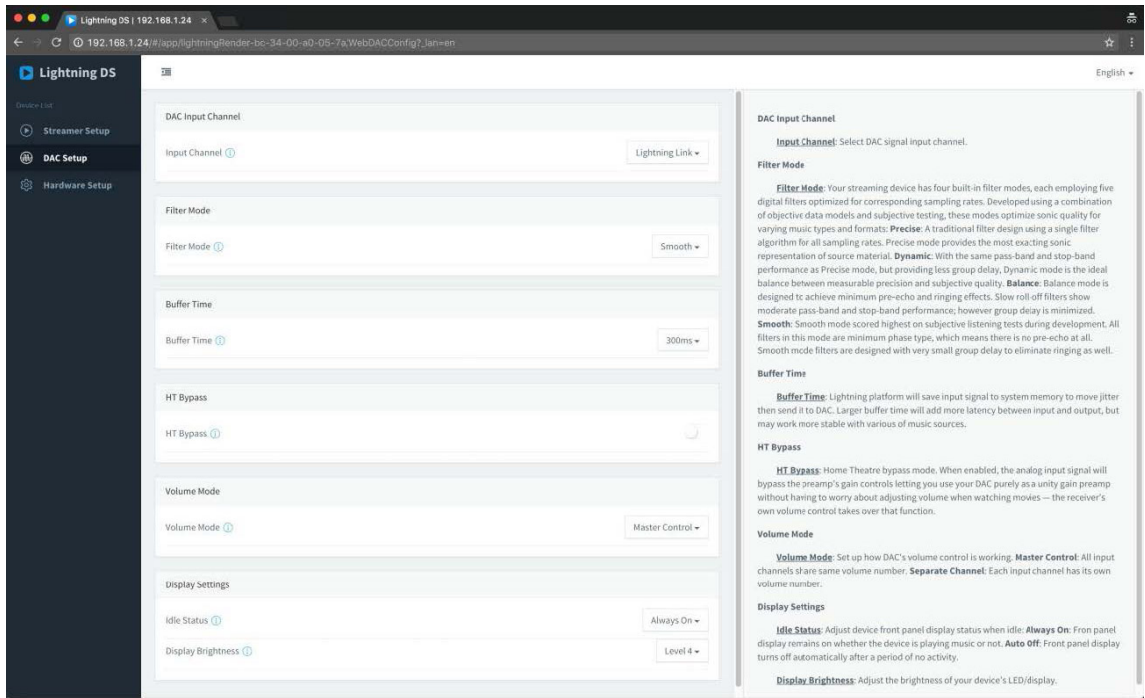 Lightning DS | 192.168.1.24 ×
192.168.1.24/#/app/lightningRender-bc-34-00-a0-05-7a,WebDACConfig?_lan=en
Lightning DS
English
Device List
Streamer Setup
DAC Setup
Hardware Setup
DAC Input Channel
Input Channel
Lightning Link
Filter Mode
Filter Mode
Smooth
Buffer Time
Buffer Time
300ms
HT Bypass
HT Bypass
Volume Mode
Volume Mode
Master Control
Display Settings
Idle Status
Always On
Display Brightness
Level 4
DAC Input Channel
Input Channel: Select DAC signal input channel.
Filter Mode
Filter Mode: Your streaming device has four built-in filter modes, each employing five
digital filters optimized for corresponding sampling rates. Developed using a combination
of objective data models and subjective testing, these modes optimize sonic quality for
varying music types and formats: Precise: A traditional filter design using a single filter
algorithm for all sampling rates. Precise mode provides the most exacting sonic
representation of source material. Dynamic: With the same pass-band and stop-band
performance as Precise mode, but providing less group delay, Dynamic mode is the ideal
balance between measurable precision and subjective quality. Balance: Balance mode is
designed to achieve minimum pre-echo and ringing effects. Slow roll-off filters show
moderate pass-band and stop-band performance; however group delay is minimized.
Smooth: Smooth mode scored highest on subjective listening tests during development. All
filters in this mode are minimum phase type, which means there is no pre-echo at all.
Smooth mode filters are designed with very small group delay to eliminate ringing as well.
Buffer Time
Buffer Time: Lightning platform will save input signal to system memory to move jitter
then send it to DAC. Larger buffer time will add more latency between input and output, but
may work more stable with various of music sources.
HT Bypass
HT Bypass: Home Theatre bypass mode. When enabled, the analog input signal will
bypass the preamp's gain controls letting you use your DAC purely as a unity gain preamp
without having to worry about adjusting volume when watching movies — the receiver's
own volume control takes over that function.
Volume Mode
Volume Mode: Set up how DAC's volume control is working. Master Control: All input
channels share same volume number. Separate Channel: Each input channel has its own
volume number.
Display Settings
Idle Status: Adjust device front panel display status when idle: Always On: Fron panel
display remains on whether the device is playing music or not. Auto Off: Front panel display
turns off automatically after a period of no activity.
Display Brightness: Adjust the brightness of your device's LED/display.